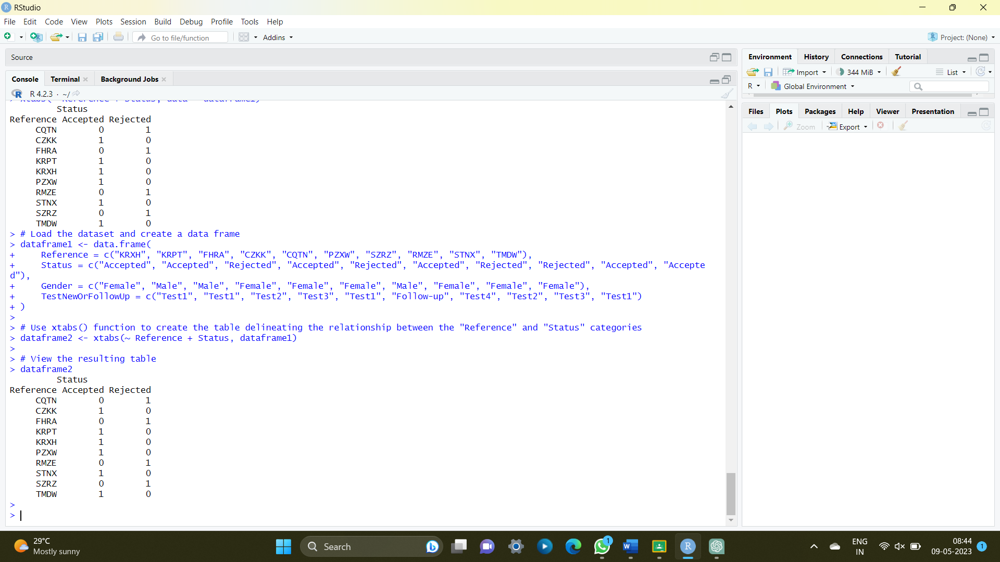 RStudio
File Edit Code View Plots Session Build Debug Profile Tools Help
Go to file/function Addins Project: (None)
Source
Console Terminal Background Jobs
R 4.2.3 · ~/
> xtabs(~ Reference + Status, data = dataframe1)
         Status
Reference Accepted Rejected
     CQTN        0        1
     CZKK        1        0
     FHRA        0        1
     KRPT        1        0
     KRXH        1        0
     PZXW        1        0
     RMZE        0        1
     STNX        1        0
     SZRZ        0        1
     TMDW        1        0
> # Load the dataset and create a data frame
> dataframe1 <- data.frame(
+     Reference = c("KRXH", "KRPT", "FHRA", "CZKK", "CQTN", "PZXW", "SZRZ", "RMZE", "STNX", "TMDW"),
+     Status = c("Accepted", "Accepted", "Rejected", "Accepted", "Rejected", "Accepted", "Rejected", "Rejected", "Accepted", "Accepte
d"),
+     Gender = c("Female", "Male", "Male", "Female", "Female", "Female", "Male", "Female", "Female", "Female"),
+     TestNewOrFollowUp = c("Test1", "Test1", "Test2", "Test3", "Test1", "Follow-up", "Test4", "Test2", "Test3", "Test1")
+ )
>
> # Use xtabs() function to create the table delineating the relationship between the "Reference" and "Status" categories
> dataframe2 <- xtabs(~ Reference + Status, dataframe1)
>
> # View the resulting table
> dataframe2
         Status
Reference Accepted Rejected
     CQTN        0        1
     CZKK        1        0
     FHRA        0        1
     KRPT        1        0
     KRXH        1        0
     PZXW        1        0
     RMZE        0        1
     STNX        1        0
     SZRZ        0        1
     TMDW        1        0
>
>
Environment History Connections Tutorial
Import 344 MiB List
R Global Environment
Files Plots Packages Help Viewer Presentation
Zoom Export
29°C
Mostly sunny
Search
1
ENG
IN
08:44
09-05-2023
1